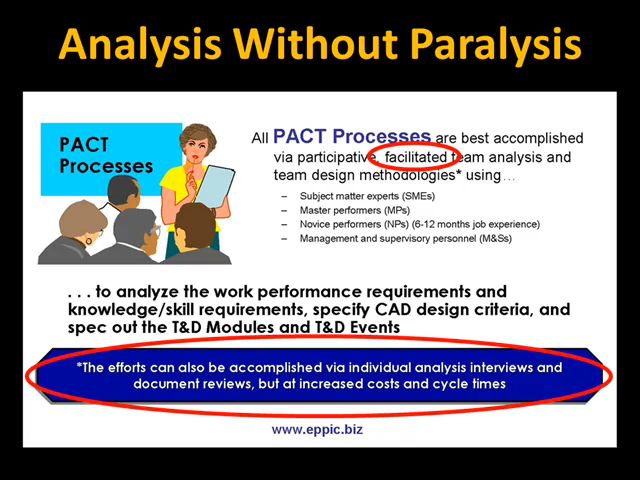 Analysis Without Paralysis
PACT
Processes
All PACT Processes are best accomplished
via participative, facilitated team analysis and
team design methodologies* using…
– Subject matter experts (SMEs)
– Master performers (MPs)
– Novice performers (NPs) (6-12 months job experience)
– Management and supervisory personnel (M&Ss)
. . . to analyze the work performance requirements and
knowledge/skill requirements, specify CAD design criteria, and
spec out the T&D Modules and T&D Events
*The efforts can also be accomplished via individual analysis interviews and
document reviews, but at increased costs and cycle times
www.eppic.biz